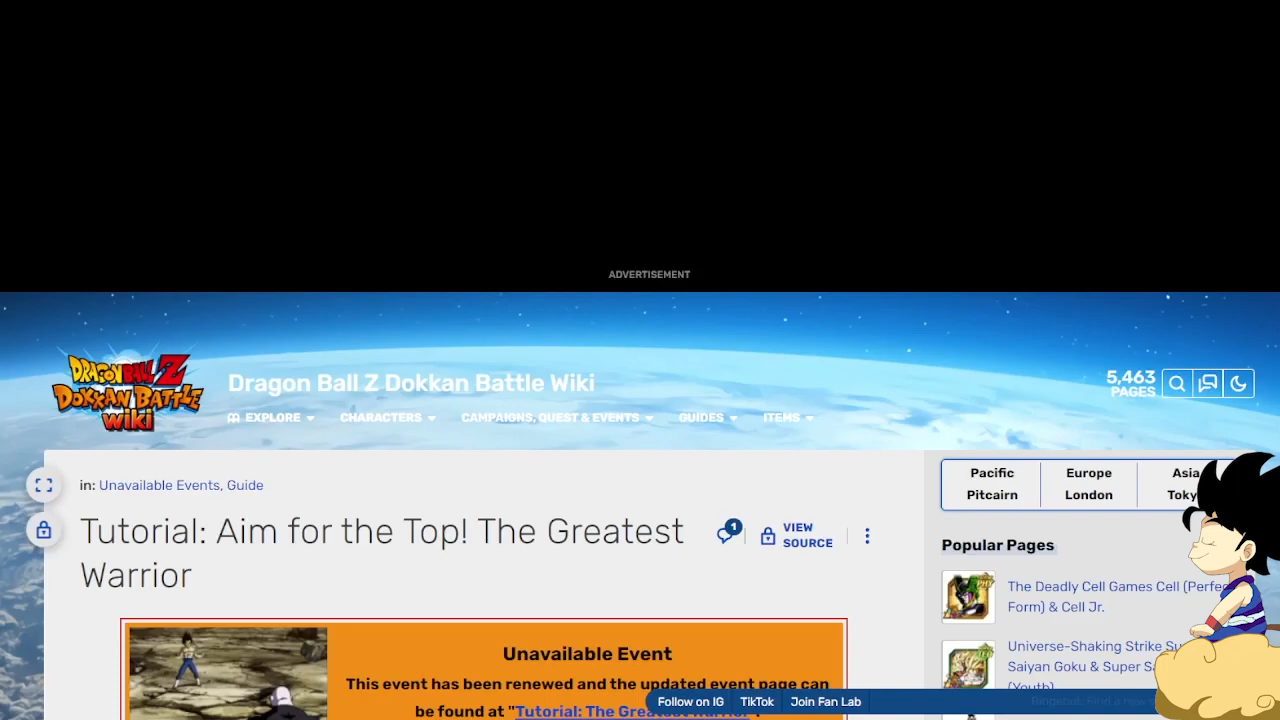 ADVERTISEMENT
DRAGON BALL Z
DOKKAN BATTLE
wiki
Dragon Ball Z Dokkan Battle Wiki
5,463
PAGES
EXPLORE
CHARACTERS
CAMPAIGNS, QUEST & EVENTS
GUIDES
ITEMS
in: Unavailable Events, Guide
Tutorial: Aim for the Top! The Greatest
Warrior
1
VIEW
SOURCE
Unavailable Event
This event has been renewed and the updated event page can
be found at "Tutorial: The Greatest Warrior".
Pacific
Pitcairn
Europe
London
Asia
Popular Pages
The Deadly Cell Games Cell (Perfect
Form) & Cell Jr.
Universe-Shaking Strike
Saiyan Goku & Super
(Youth)
Follow on IG
TikTok
Join Fan Lab